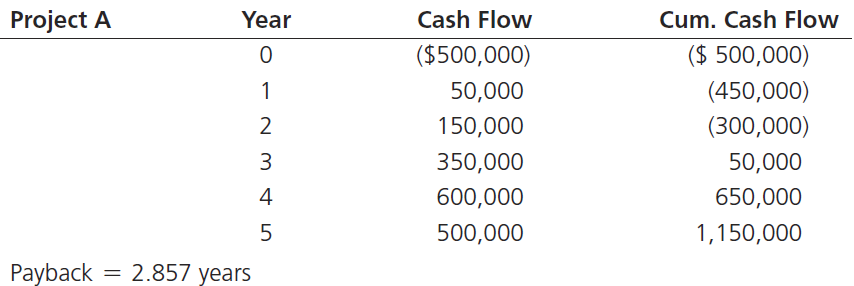 Project A Year Cash Flow Cum. Cash Flow
0 ($500,000) ($ 500,000)
1 50,000 (450,000)
2 150,000 (300,000)
3 350,000 50,000
4 600,000 650,000
5 500,000 1,150,000
Payback = 2.857 years